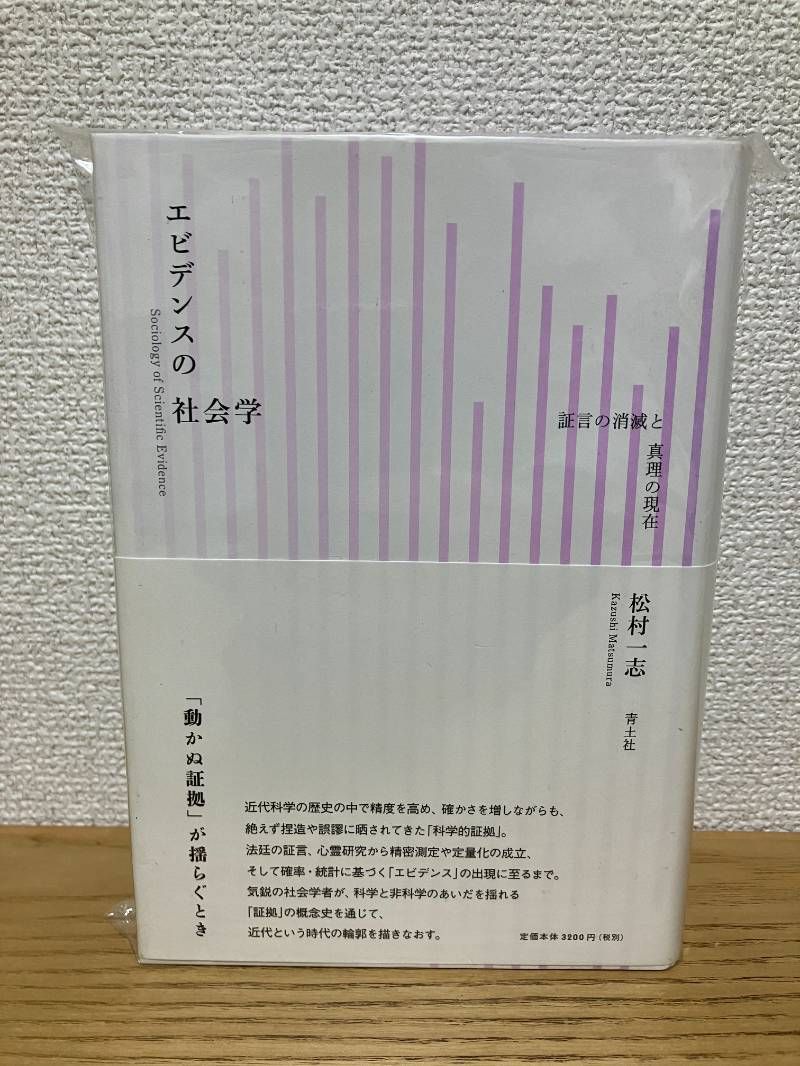 エビデンスの
社会学
Sociology of Scientific Evidence
証言の消滅と
真理の現在
松村一志
Kazushi Matsumura
青土社
「動かぬ証拠」が揺らぐとき
近代科学の歴史の中で精度を高め、確かさを増しながらも、
絶えず捏造や誤謬に晒されてきた「科学的証拠」。
法廷の証言、心霊研究から精密測定や定量化の成立、
そして確率・統計に基づく「エビデンス」の出現に至るまで。
気鋭の社会学者が、科学と非科学のあいだを揺れる
「証拠」の概念史を通じて、
近代という時代の輪郭を描きなおす。
定価本体3200円(税別)